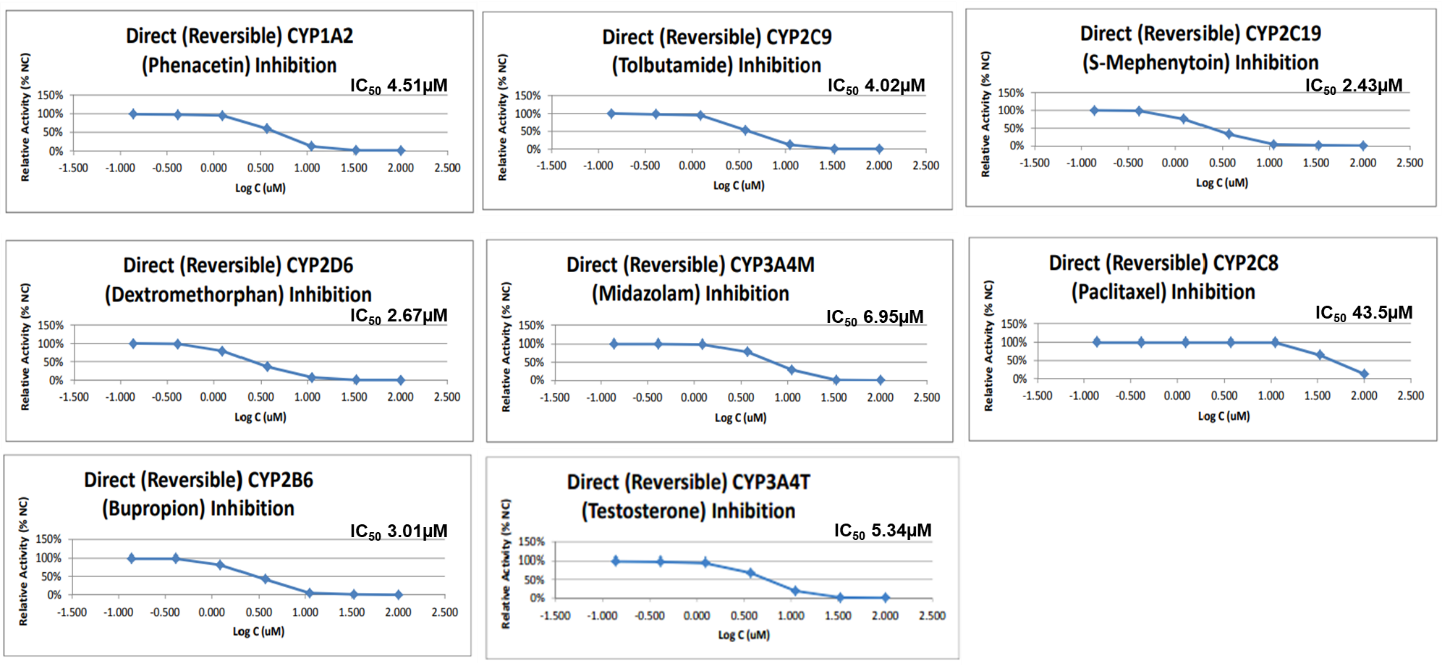 Direct (Reversible) CYP1A2
(Phenacetin) Inhibition
IC50 4.51µM
Relative Activity (% NC)
150%
100%
50%
0%
-1.500 -1.000 -0.500 0.000 0.500 1.000 1.500 2.000 2.500
Log C (uM)
Direct (Reversible) CYP2C9
(Tolbutamide) Inhibition
IC50 4.02µM
Relative Activity (% NC)
150%
100%
50%
0%
-1.500 -1.000 -0.500 0.000 0.500 1.000 1.500 2.000 2.500
Log C (uM)
Direct (Reversible) CYP2C19
(S-Mephenytoin) Inhibition
IC50 2.43µM
Relative Activity (% NC)
150%
100%
50%
0%
-1.500 -1.000 -0.500 0.000 0.500 1.000 1.500 2.000 2.500
Log C (uM)
Direct (Reversible) CYP2D6
(Dextromethorphan) Inhibition
IC50 2.67µM
Relative Activity (% NC)
150%
100%
50%
0%
-1.500 -1.000 -0.500 0.000 0.500 1.000 1.500 2.000 2.500
Log C (uM)
Direct (Reversible) CYP3A4M
(Midazolam) Inhibition
IC50 6.95µM
Relative Activity (% NC)
150%
100%
50%
0%
-1.500 -1.000 -0.500 0.000 0.500 1.000 1.500 2.000 2.500
Log C (uM)
Direct (Reversible) CYP2C8
(Paclitaxel) Inhibition
IC50 43.5µM
Relative Activity (% NC)
150%
100%
50%
0%
-1.500 -1.000 -0.500 0.000 0.500 1.000 1.500 2.000 2.500
Log C (uM)
Direct (Reversible) CYP2B6
(Bupropion) Inhibition
IC50 3.01µM
Relative Activity (% NC)
150%
100%
50%
0%
-1.500 -1.000 -0.500 0.000 0.500 1.000 1.500 2.000 2.500
Log C (uM)
Direct (Reversible) CYP3A4T
(Testosterone) Inhibition
IC50 5.34µM
Relative Activity (% NC)
150%
100%
50%
0%
-1.500 -1.000 -0.500 0.000 0.500 1.000 1.500 2.000 2.500
Log C (uM)